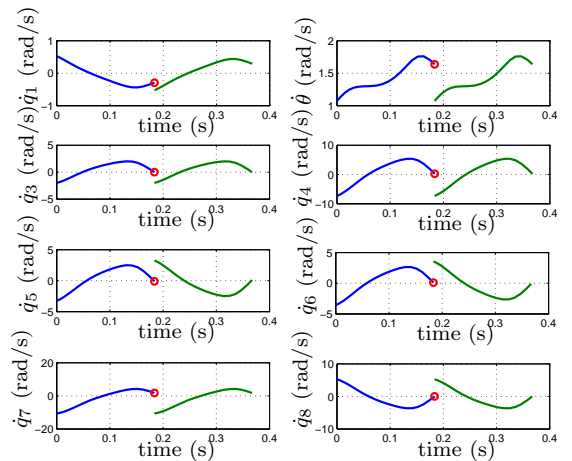 q̇1 (rad/s)
1
0
−1
0 0.1 0.2 0.3 0.4
time (s)
θ̇ (rad/s)
2
1.5
1
0 0.1 0.2 0.3 0.4
time (s)
q̇3 (rad/s)
5
0
−5
0 0.1 0.2 0.3 0.4
time (s)
q̇4 (rad/s)
10
0
−10
0 0.1 0.2 0.3 0.4
time (s)
q̇5 (rad/s)
5
0
−5
0 0.1 0.2 0.3 0.4
time (s)
q̇6 (rad/s)
5
0
−5
0 0.1 0.2 0.3 0.4
time (s)
q̇7 (rad/s)
20
0
−20
0 0.1 0.2 0.3 0.4
time (s)
q̇8 (rad/s)
10
0
−10
0 0.1 0.2 0.3 0.4
time (s)